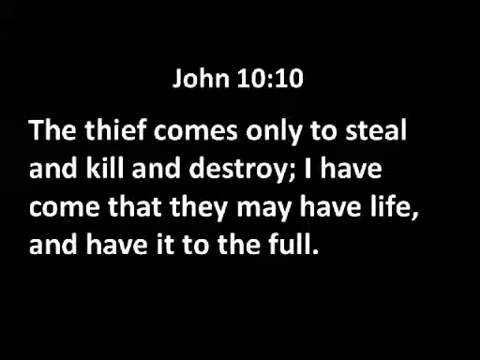 John 10:10
The thief comes only to steal
and kill and destroy; I have
come that they may have life,
and have it to the full.